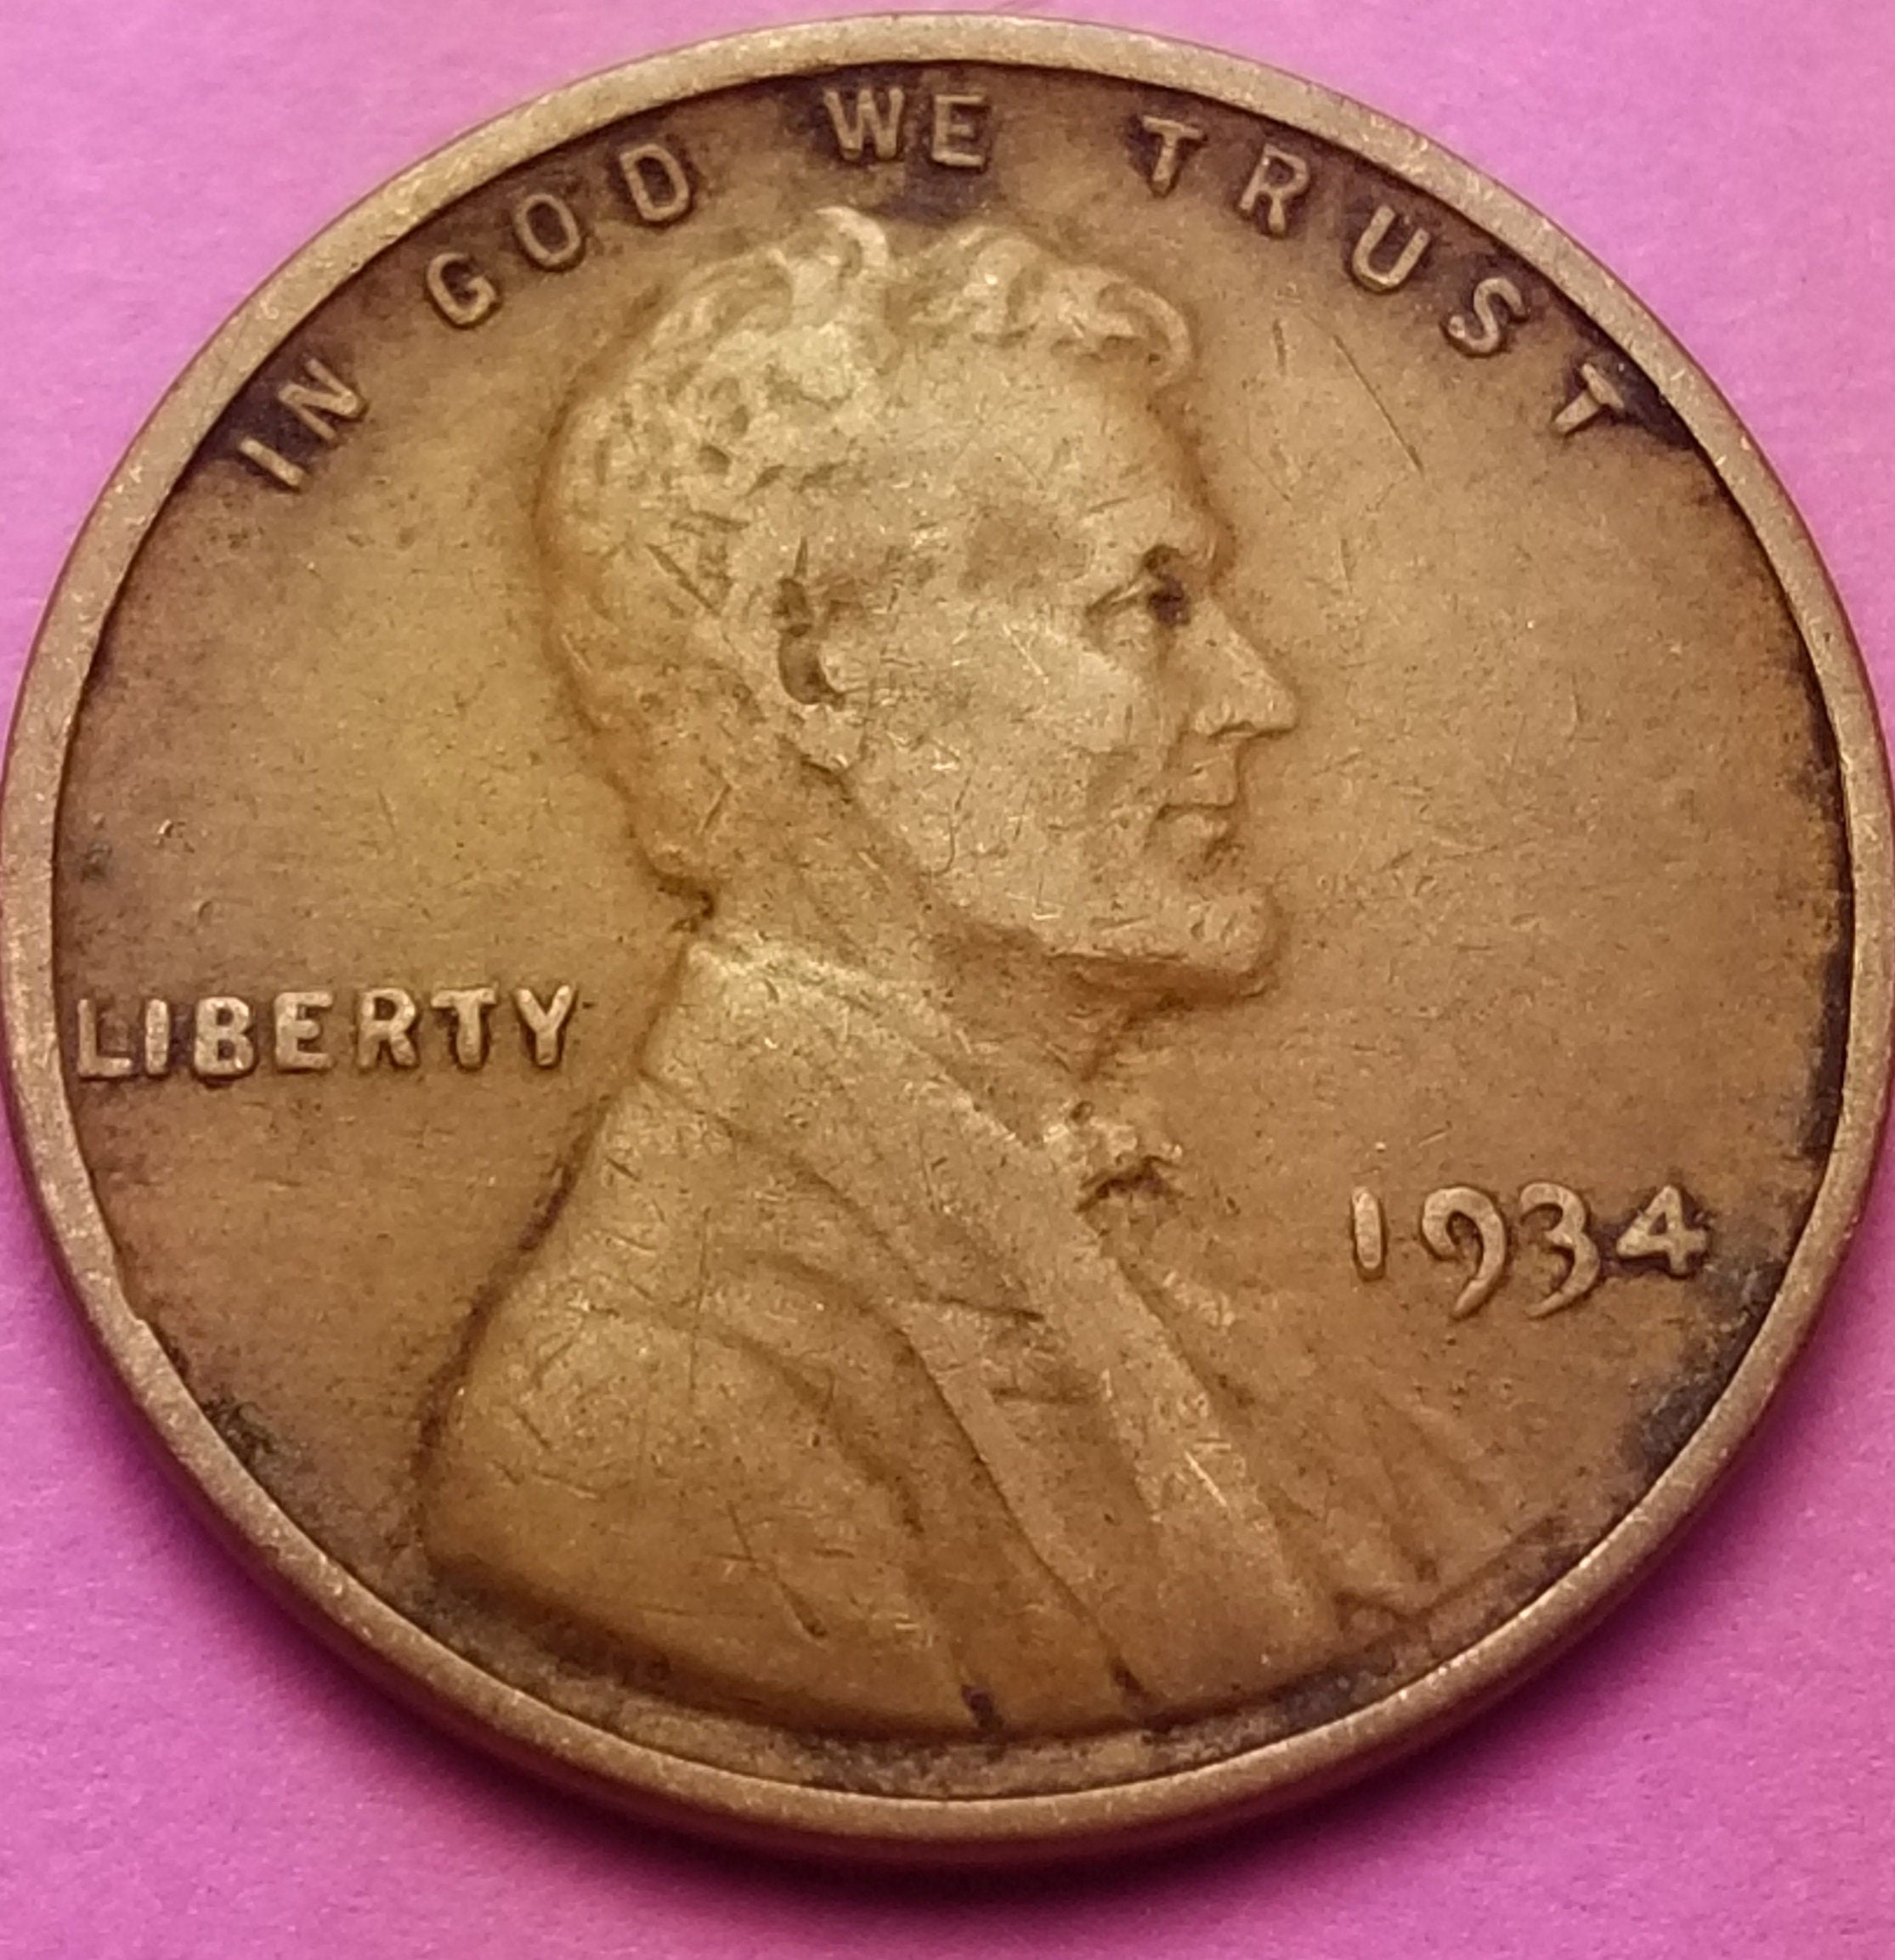 IN GOD WE TRUST
LIBERTY
1934